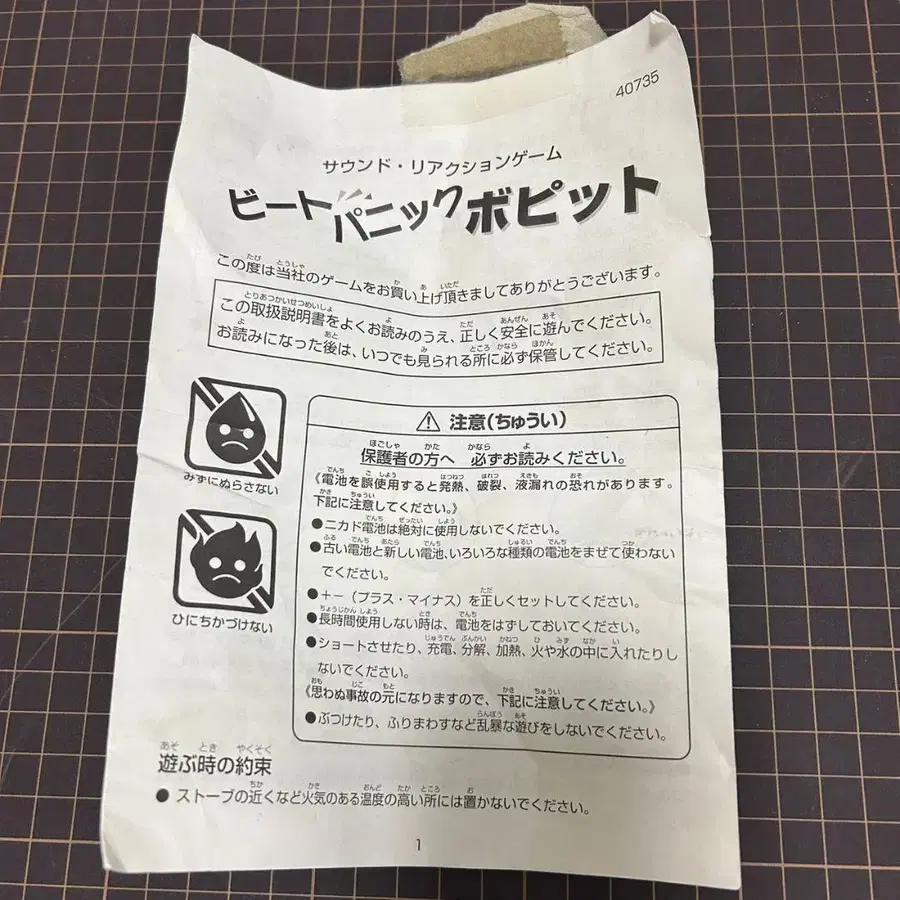 40735
サウンド・リアクションゲーム
ビートパニックボピット
この度は当社のゲームをお買い上げ頂きましてありがとうございます。
この取扱説明書をよくお読みのうえ、正しく安全に遊んでください。
お読みになった後は、いつでも見られる所に必ず保管してください。
みずにぬらさない
ひにちかづけない
注意(ちゅうい)
保護者の方へ 必ずお読みください。
《電池を誤使用すると発熱、破裂、液漏れの恐れがあります。
下記に注意してください。》
●ニカド電池は絶対に使用しないでください。
●古い電池と新しい電池、いろいろな種類の電池をまぜて使わない
でください。
●+−(プラス・マイナス)を正しくセットしてください。
●長時間使用しない時は、電池をはずしておいてください。
●ショートさせたり、充電、分解、加熱、火や水の中に入れたりし
ないでください。
《思わぬ事故の元になりますので、下記に注意してください。》
●ぶつけたり、ふりまわすなど乱暴な遊びをしないでください。
遊ぶ時の約束
● ストーブの近くなど火気のある温度の高い所には置かないでください。
1